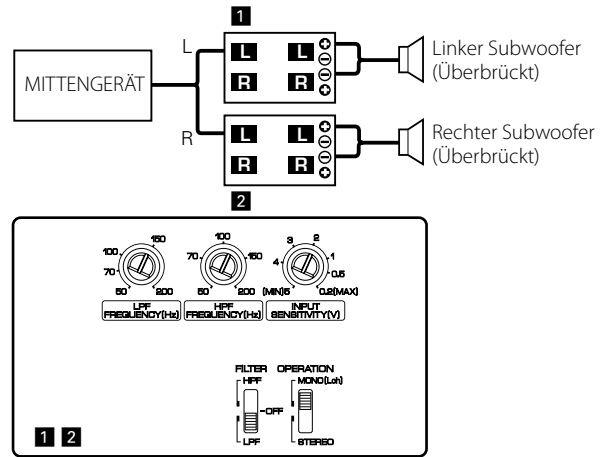 1
L
L L ⊕
⊖
R R ⊖
⊕
Linker Subwoofer
(Überbrückt)
MITTENGERÄT
R
L L ⊕
⊖
R R ⊖
⊕
Rechter Subwoofer
(Überbrückt)
2
50 70 100 150 200
LPF
FREQUENCY(Hz)
50 70 100 150 200
HPF
FREQUENCY(Hz)
(MIN)5 4 3 2 1 0.5 0.2(MAX)
INPUT
SENSITIVITY(V)
FILTER OPERATION
HPF MONO(Lch)
OFF
LPF STEREO
1 2